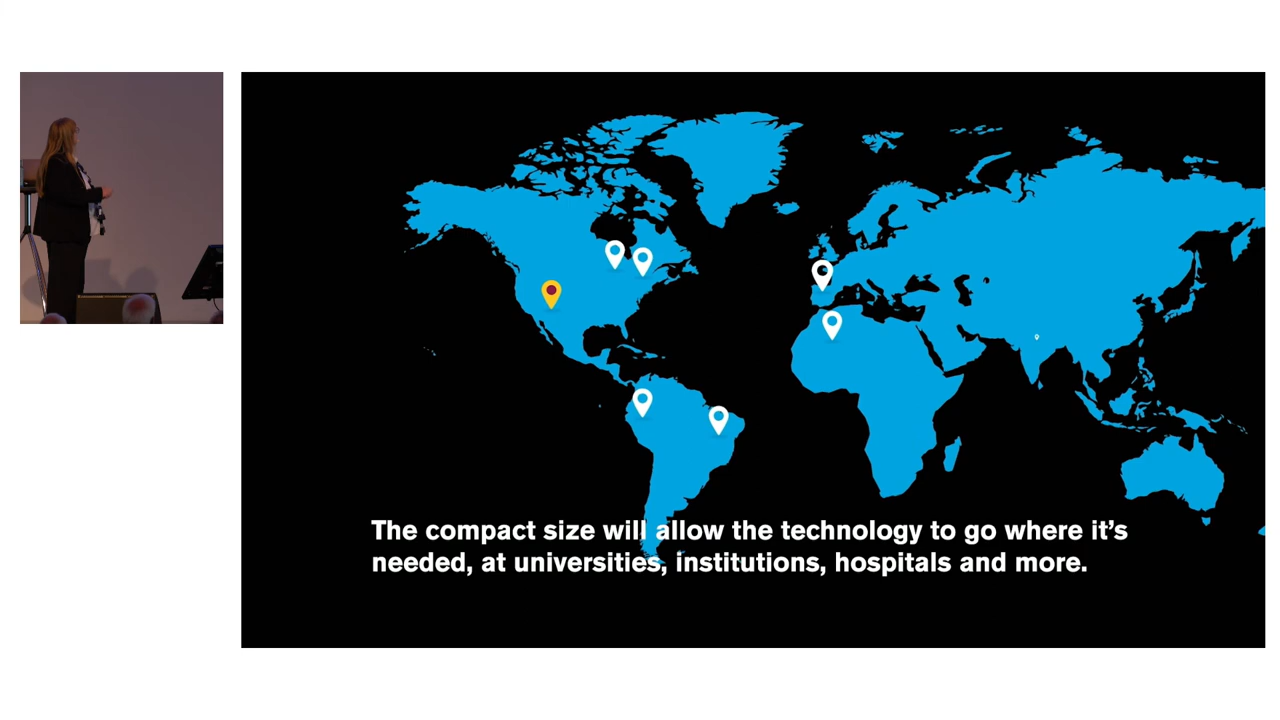 The compact size will allow the technology to go where it’s
needed, at universities, institutions, hospitals and more.